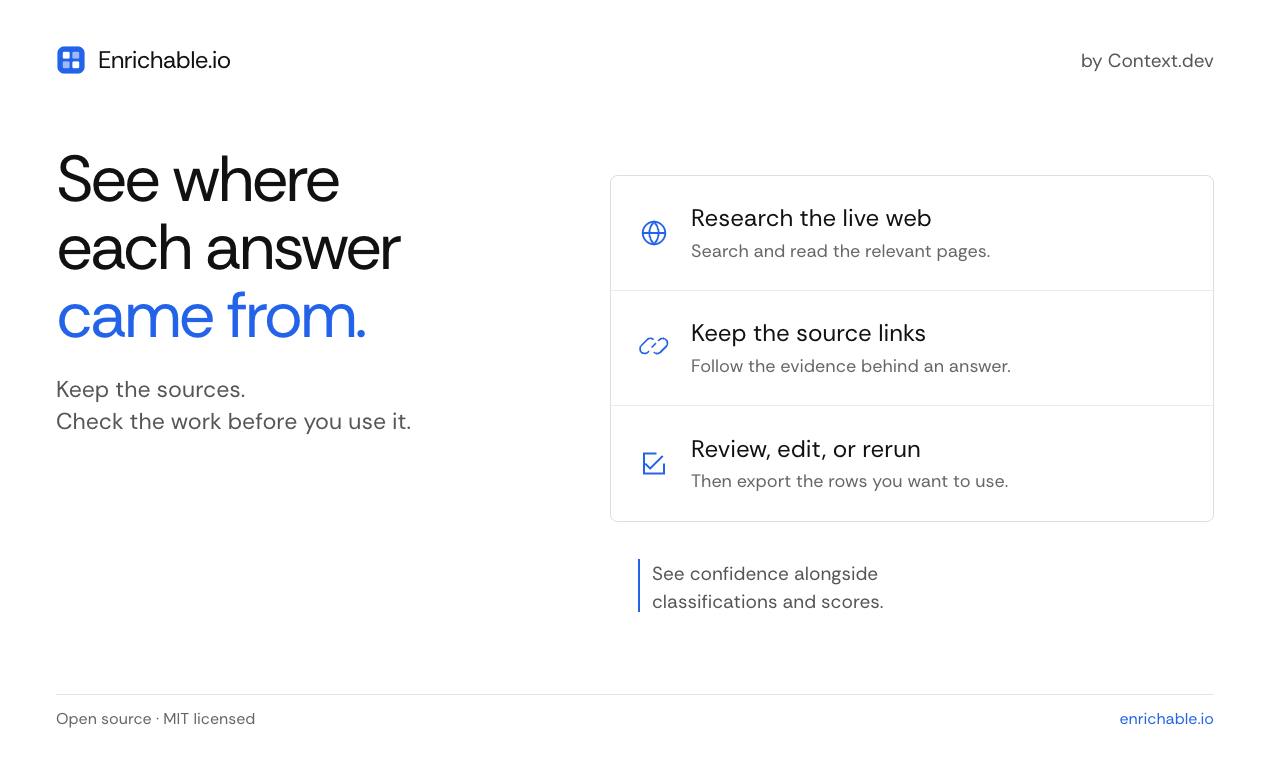 Enrichable.io
by Context.dev
See where
each answer
came from.
Keep the sources.
Check the work before you use it.
Research the live web
Search and read the relevant pages.
Keep the source links
Follow the evidence behind an answer.
Review, edit, or rerun
Then export the rows you want to use.
See confidence alongside
classifications and scores.
Open source · MIT licensed
enrichable.io